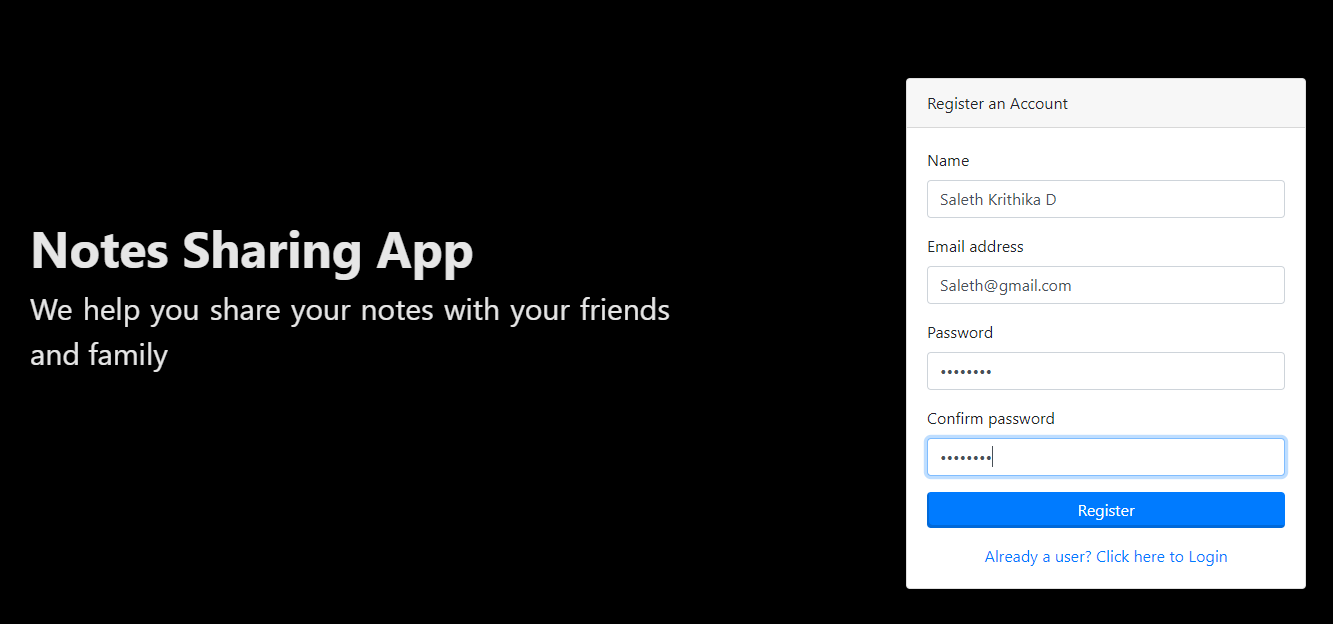 Notes Sharing App
We help you share your notes with your friends
and family
Register an Account
Name
Saleth Krithika D
Email address
Saleth@gmail.com
Password
••••••••
Confirm password
••••••••
Register
Already a user? Click here to Login